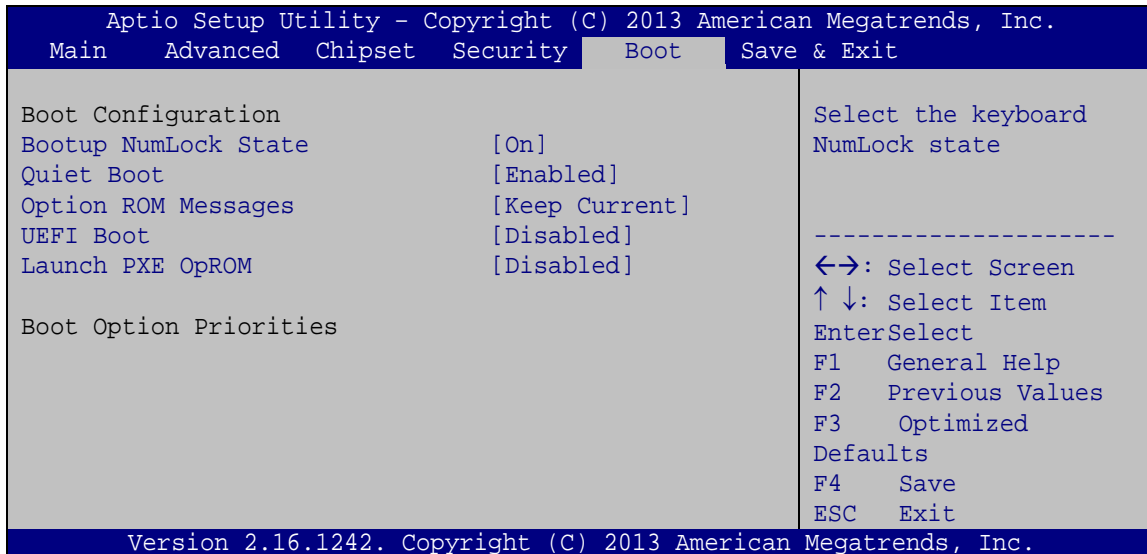 Aptio Setup Utility – Copyright (C) 2013 American Megatrends, Inc.
Main Advanced Chipset Security Boot Save & Exit
Boot Configuration
Bootup NumLock State [On]
Quiet Boot [Enabled]
Option ROM Messages [Keep Current]
UEFI Boot [Disabled]
Launch PXE OpROM [Disabled]
Boot Option Priorities
Select the keyboard
NumLock state
---------------------
←→: Select Screen
↑ ↓: Select Item
EnterSelect
F1 General Help
F2 Previous Values
F3 Optimized
Defaults
F4 Save
ESC Exit
Version 2.16.1242. Copyright (C) 2013 American Megatrends, Inc.